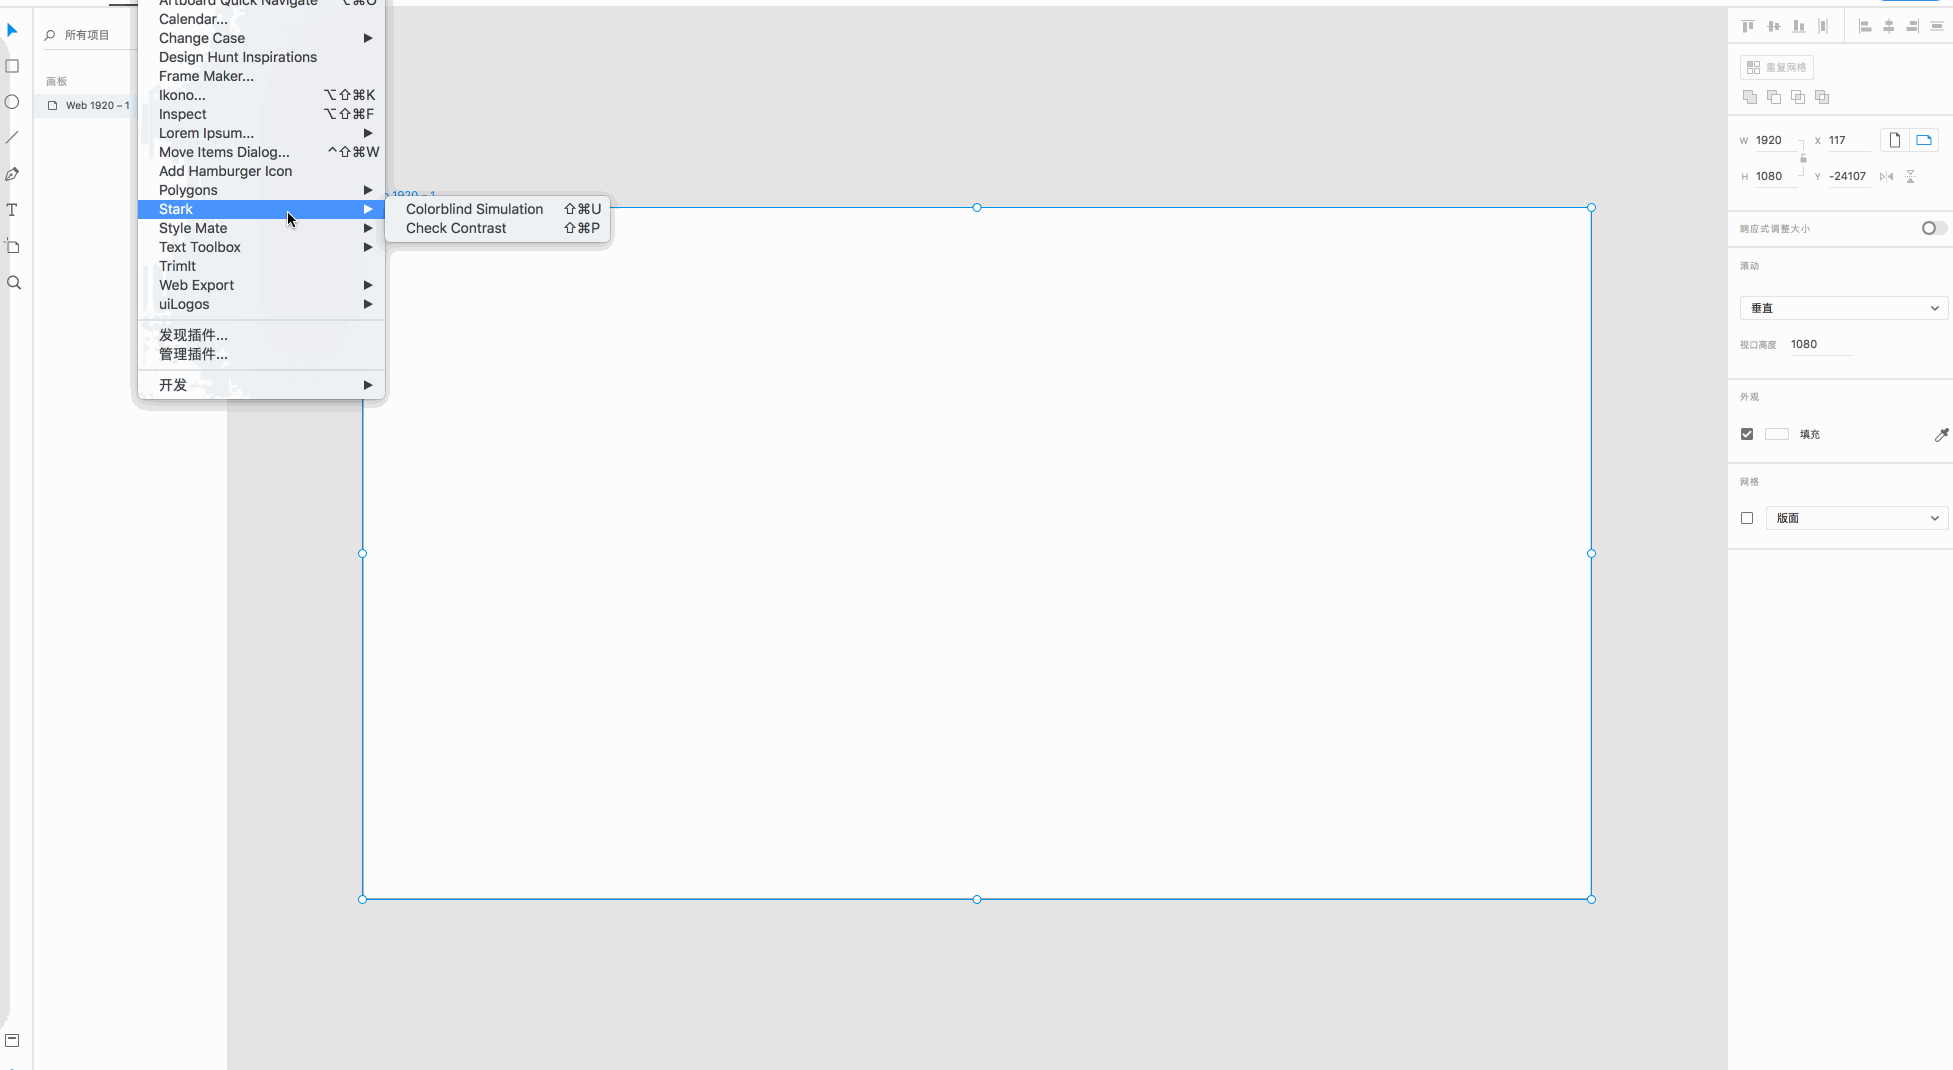 Artboard Quick Navigate ⌥⌘O
Calendar...
Change Case
Design Hunt Inspirations
Frame Maker...
Ikono... ⌥⇧⌘K
Inspect ⌥⇧⌘F
Lorem Ipsum...
Move Items Dialog... ^⇧⌘W
Add Hamburger Icon
Polygons
Stark
Style Mate
Text Toolbox
TrimIt
Web Export
uiLogos
发现插件...
管理插件...
开发
Colorblind Simulation ⇧⌘U
Check Contrast ⇧⌘P
所有项目
画板
Web 1920 – 1
1920 – 1
重复网格
W 1920 X 117
H 1080 Y -24107
响应式调整大小
滚动
垂直
视口高度 1080
外观
填充
网格
版面